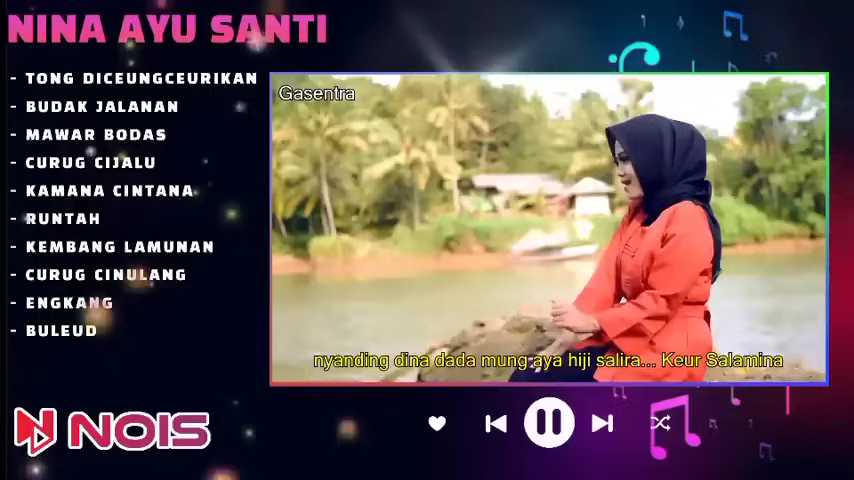 NINA AYU SANTI
- TONG DICEUNGCEURIKAN
- BUDAK JALANAN
- MAWAR BODAS
- CURUG CIJALU
- KAMANA CINTANA
- RUNTAH
- KEMBANG LAMUNAN
- CURUG CINULANG
- ENGKANG
- BULEUD
Gasentra
nyanding dina dada mung aya hiji salira... Keur Salamina
NOIS